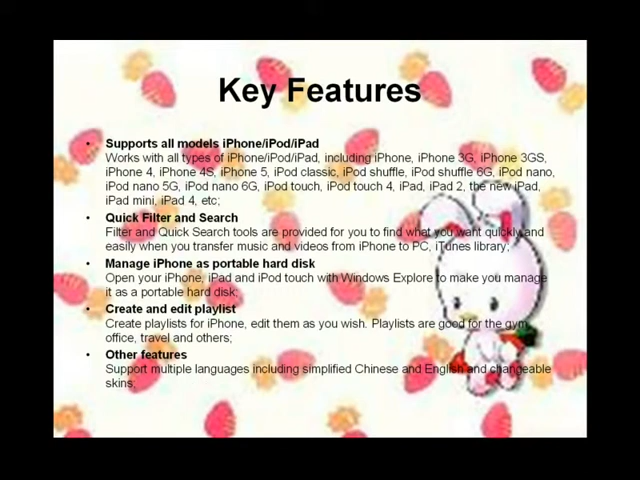 Key Features
• Supports all models iPhone/iPod/iPad
Works with all types of iPhone/iPod/iPad, including iPhone, iPhone 3G, iPhone 3GS,
iPhone 4, iPhone 4S, iPhone 5, iPod classic, iPod shuffle, iPod shuffle 6G, iPod nano,
iPod nano 5G, iPod nano 6G, iPod touch, iPod touch 4, iPad, iPad 2, the new iPad,
iPad mini, iPad 4, etc;
• Quick Filter and Search
Filter and Quick Search tools are provided for you to find what you want quickly and
easily when you transfer music and videos from iPhone to PC, iTunes library;
• Manage iPhone as portable hard disk
Open your iPhone, iPad and iPod touch with Windows Explore to make you manage
it as a portable hard disk;
• Create and edit playlist
Create playlists for iPhone, edit them as you wish. Playlists are good for the gym,
office, travel and others;
• Other features
Support multiple languages including simplified Chinese and English and changeable
skins;